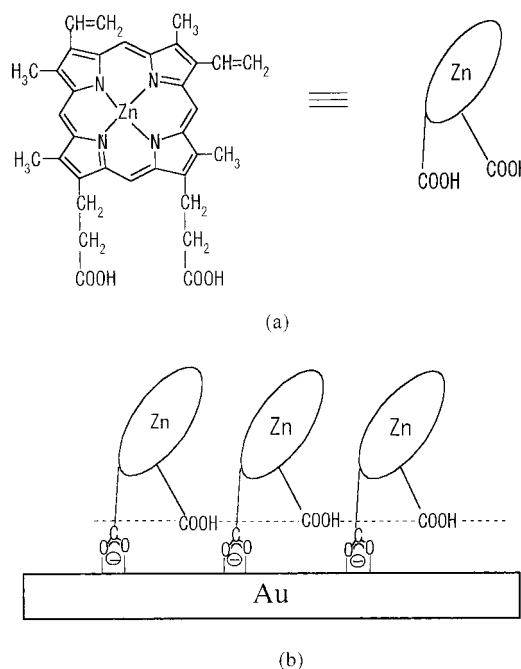 CH=CH₂ CH₃
H₃C CH=CH₂
N N
Zn Zn
N N
H₃C CH₃
CH₂ CH₂
CH₂ CH₂
COOH COOH COOH COOH
(a)
Zn Zn Zn
COOH COOH COOH
C C C
O O O O O O
Au
(b)